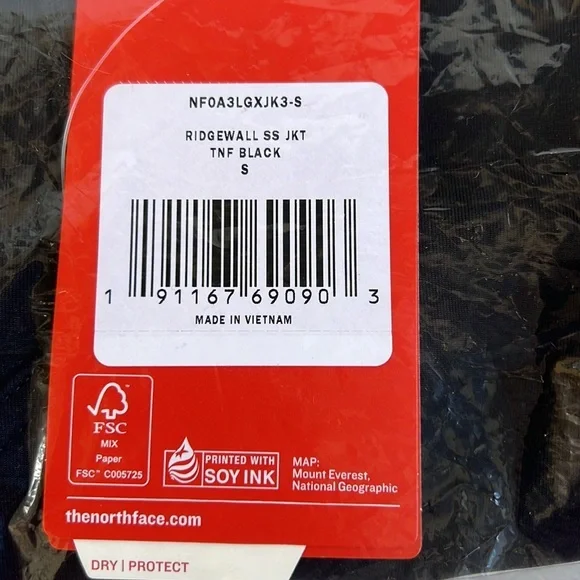 NF0A3LGXJK3-S
RIDGEWALL SS JKT
TNF BLACK
S
1 91167 69090 3
MADE IN VIETNAM
FSC
MIX
Paper
FSC™ C005725
PRINTED WITH
SOY INK
MAP:
Mount Everest,
National Geographic
thenorthface.com
DRY | PROTECT